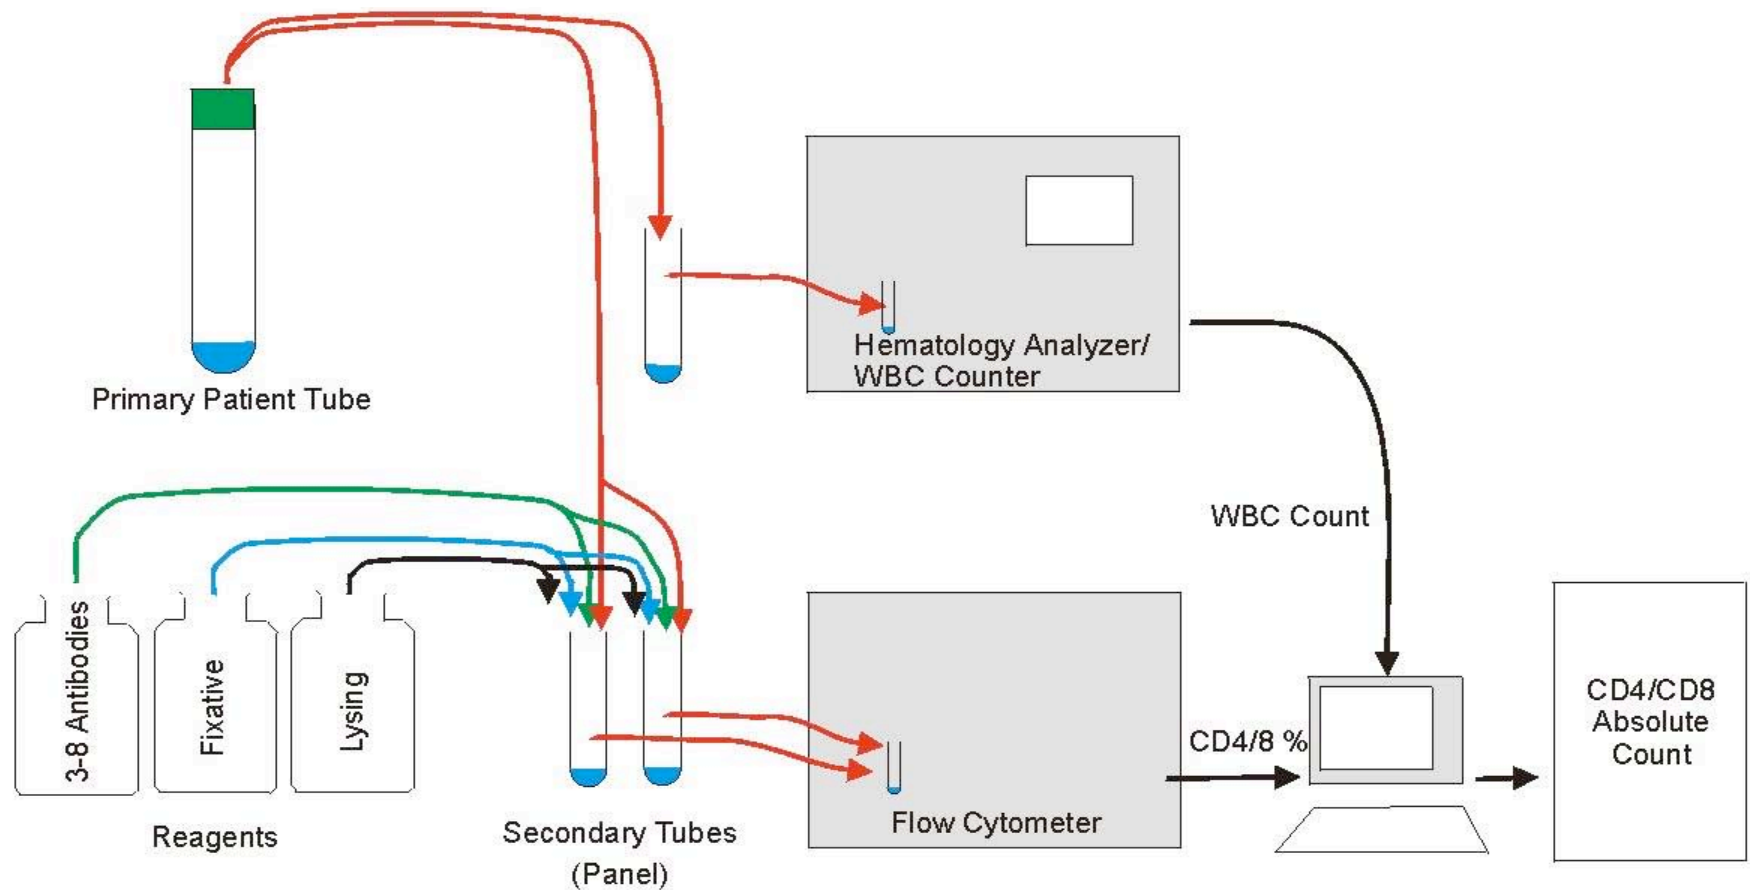 Primary Patient Tube
Hematology Analyzer/
WBC Counter
WBC Count
3-8 Antibodies
Fixative
Lysing
Reagents
Secondary Tubes
(Panel)
Flow Cytometer
CD4/8 %
CD4/CD8
Absolute
Count